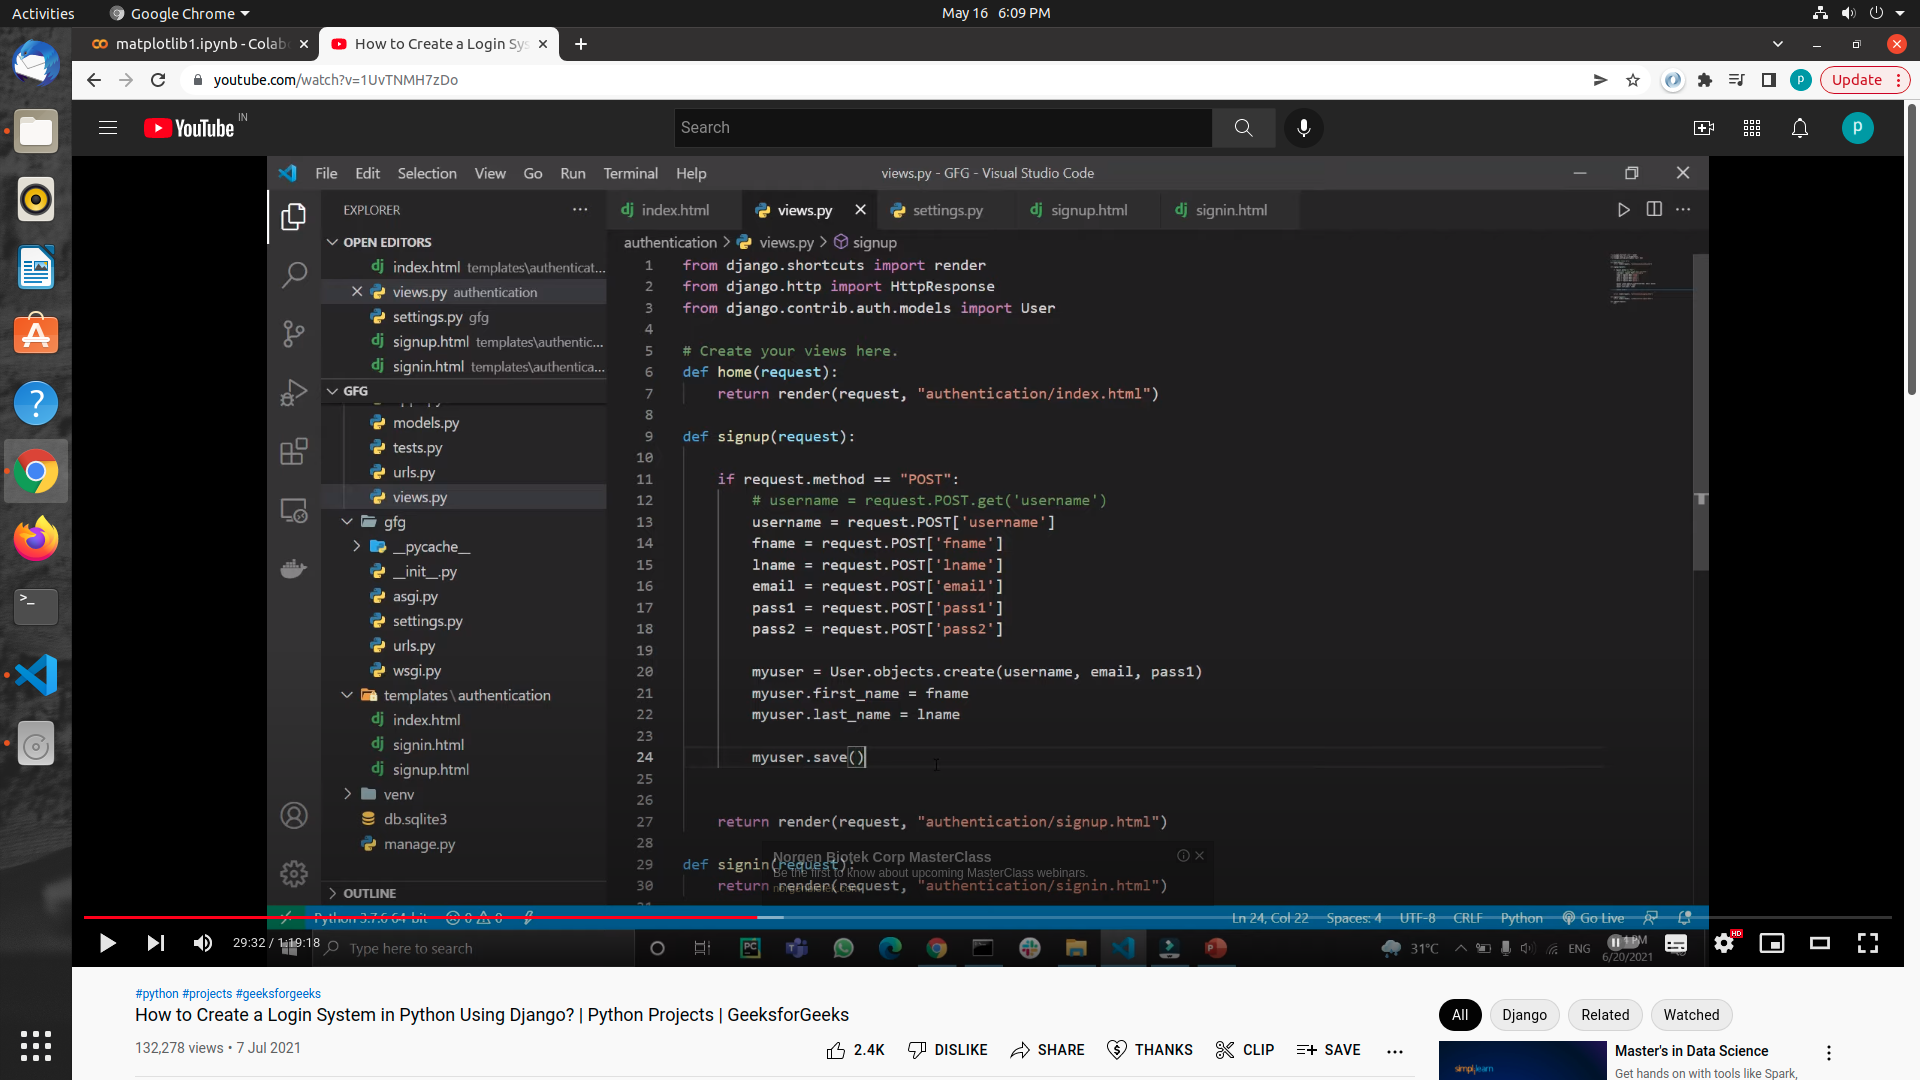 Activities
Google Chrome
May 16 6:09 PM
matplotlib1.ipynb - Colab
How to Create a Login Sys
youtube.com/watch?v=1UvTNMH7zDo
P
Update
YouTube IN
Search
P
File Edit Selection View Go Run Terminal Help
views.py - GFG - Visual Studio Code
EXPLORER
OPEN EDITORS
index.html templates\authenticat...
views.py authentication
settings.py gfg
signup.html templates\authentic...
signin.html templates\authentica...
GFG
models.py
tests.py
urls.py
views.py
gfg
__pycache__
__init__.py
asgi.py
settings.py
urls.py
wsgi.py
templates\authentication
index.html
signin.html
signup.html
venv
db.sqlite3
manage.py
OUTLINE
index.html views.py settings.py signup.html signin.html
authentication > views.py > signup
1 from django.shortcuts import render
2 from django.http import HttpResponse
3 from django.contrib.auth.models import User
4
5 # Create your views here.
6 def home(request):
7 return render(request, "authentication/index.html")
8
9 def signup(request):
10
11 if request.method == "POST":
12 # username = request.POST.get('username')
13 username = request.POST['username']
14 fname = request.POST['fname']
15 lname = request.POST['lname']
16 email = request.POST['email']
17 pass1 = request.POST['pass1']
18 pass2 = request.POST['pass2']
19
20 myuser = User.objects.create(username, email, pass1)
21 myuser.first_name = fname
22 myuser.last_name = lname
23
24 myuser.save()
25
26
27 return render(request, "authentication/signup.html")
28
29 def signin(request):
30 return render(request, "authentication/signin.html")
Norgen Biotek Corp MasterClass
Be the first to know about upcoming MasterClass webinars.
Python 3.7.6 64-bit 0 0
Ln 24, Col 22 Spaces: 4 UTF-8 CRLF Python Go Live
29:32 / 1:19:18
Type here to search
31°C ENG
6/20/2021
HD
#python #projects #geeksforgeeks
How to Create a Login System in Python Using Django? | Python Projects | GeeksforGeeks
132,278 views • 7 Jul 2021
2.4K DISLIKE SHARE THANKS CLIP SAVE
All Django Related Watched
simplilearn
Master's in Data Science
Get hands on with tools like Spark,